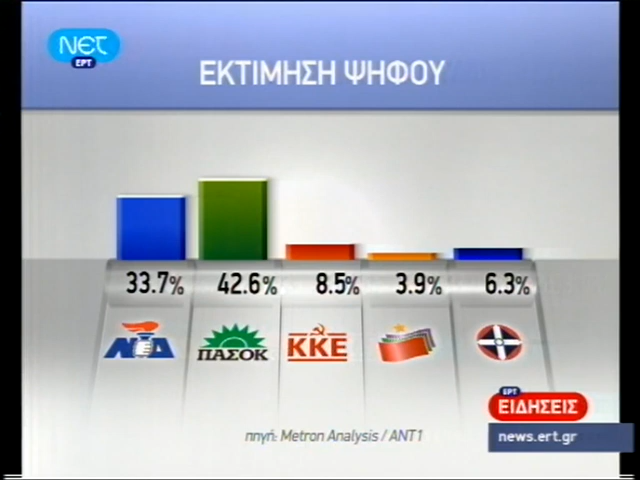 ΝΕΤ
ΕΡΤ
ΕΚΤΙΜΗΣΗ ΨΗΦΟΥ
33.7% 42.6% 8.5% 3.9% 6.3%
ΝΔ ΠΑΣΟΚ ΚΚΕ
πηγή: Metron Analysis / ANT1
ΕΡΤ
ΕΙΔΗΣΕΙΣ
news.ert.gr